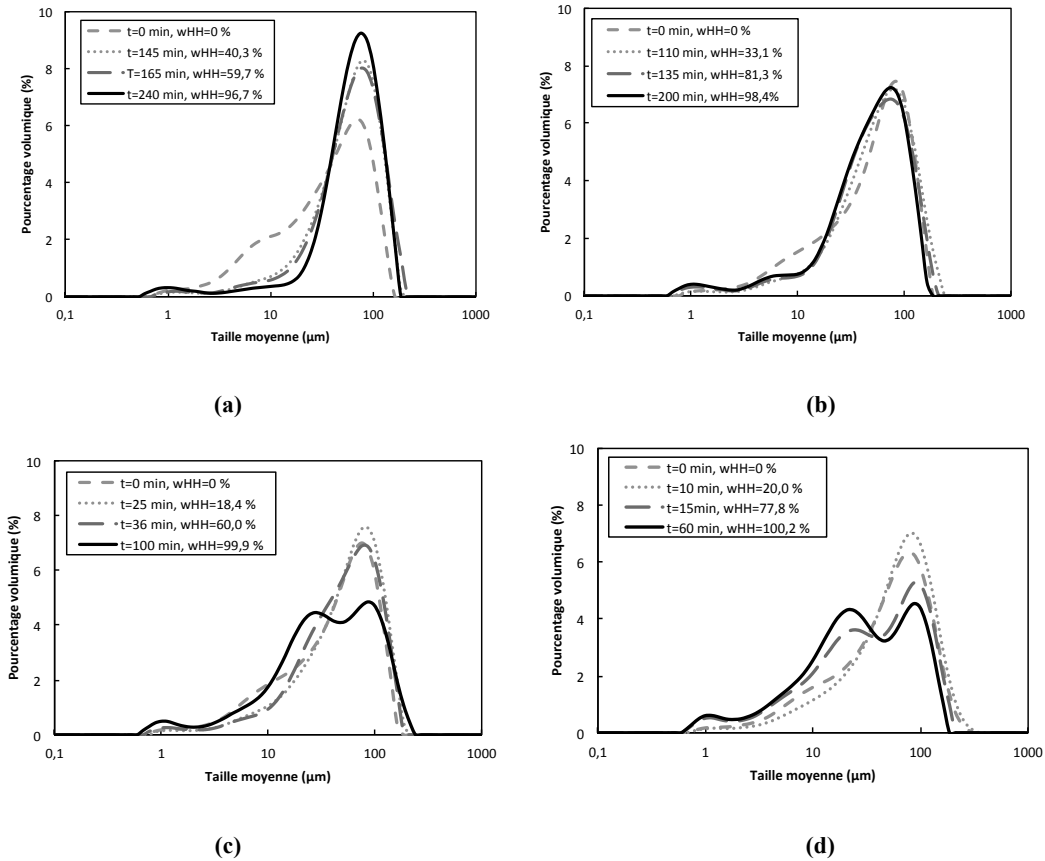 10
8
6
4
2
0
Pourcentage volumique (%)
t=0 min, wHH=0 %
t=145 min, wHH=40,3 %
T=165 min, wHH=59,7 %
t=240 min, wHH=96,7 %
0,1 1 10 100 1000
Taille moyenne (µm)
(a)
10
8
6
4
2
0
Pourcentage volumique (%)
t=0 min, wHH=0 %
t=110 min, wHH=33,1 %
t=135 min, wHH=81,3 %
t=200 min, wHH=98,4%
0,1 1 10 100 1000
Taille moyenne (µm)
(b)
10
8
6
4
2
0
Pourcentage volumique (%)
t=0 min, wHH=0 %
t=25 min, wHH=18,4 %
t=36 min, wHH=60,0 %
t=100 min, wHH=99,9 %
0,1 1 10 100 1000
Taille moyenne (µm)
(c)
10
8
6
4
2
0
Pourcentage volumique (%)
t=0 min, wHH=0 %
t=10 min, wHH=20,0 %
t=15min, wHH=77,8 %
t=60 min, wHH=100,2 %
0,1 1 10 100 1000
Taille moyenne (µm)
(d)